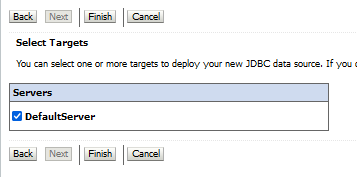 Back Next Finish Cancel
Select Targets
You can select one or more targets to deploy your new JDBC data source. If you
Servers
DefaultServer
Back Next Finish Cancel